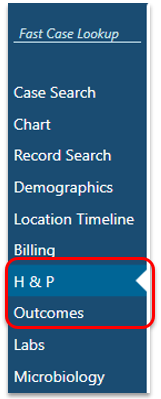 Fast Case Lookup
Case Search
Chart
Record Search
Demographics
Location Timeline
Billing
H & P
Outcomes
Labs
Microbiology